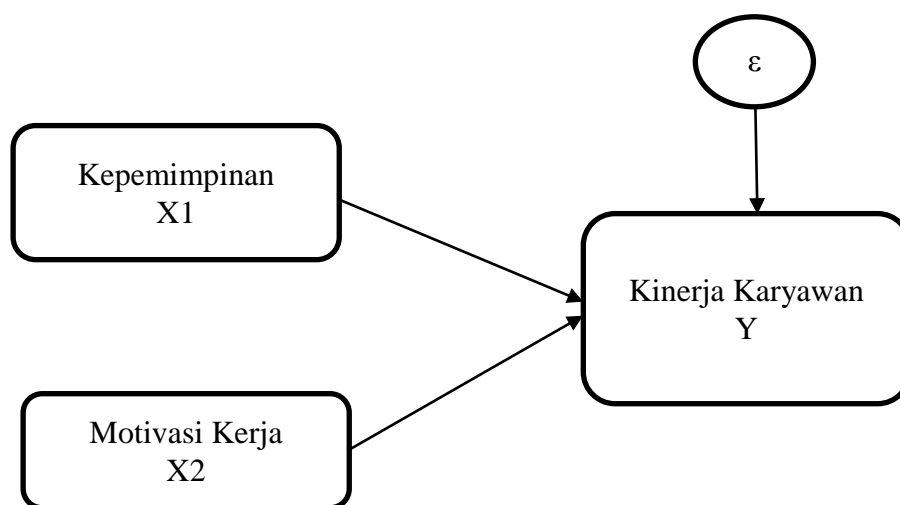 ε
Kepemimpinan
X1
Kinerja Karyawan
Y
Motivasi Kerja
X2